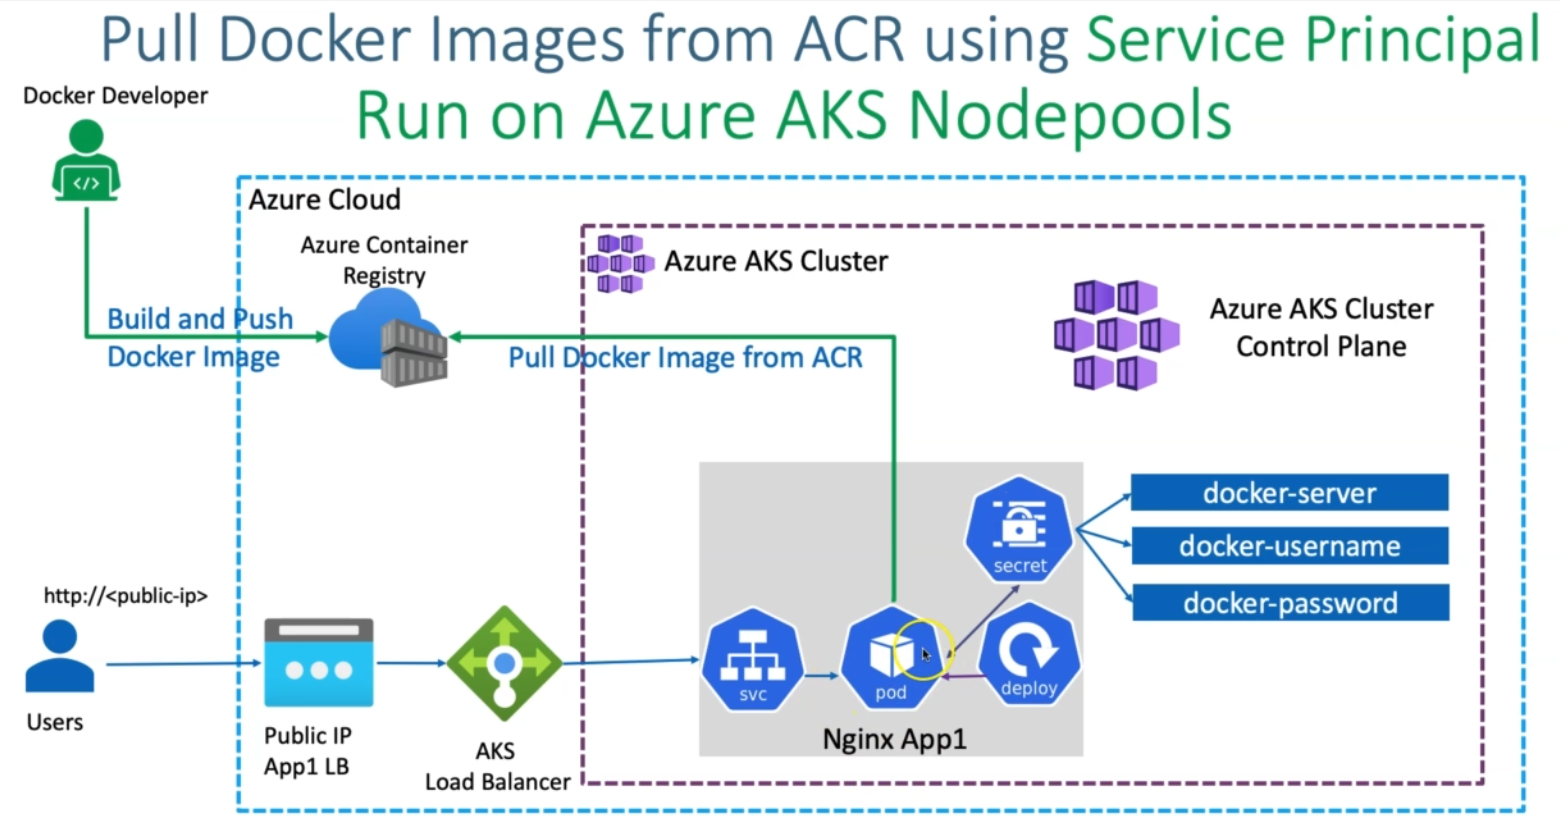 Pull Docker Images from ACR using Service Principal
Run on Azure AKS Nodepools
Docker Developer
</>
Azure Cloud
Azure Container
Registry
Build and Push
Docker Image
Azure AKS Cluster
Pull Docker Image from ACR
Azure AKS Cluster
Control Plane
secret
docker-server
docker-username
docker-password
http://<public-ip>
Users
Public IP
App1 LB
AKS
Load Balancer
svc
pod
deploy
Nginx App1